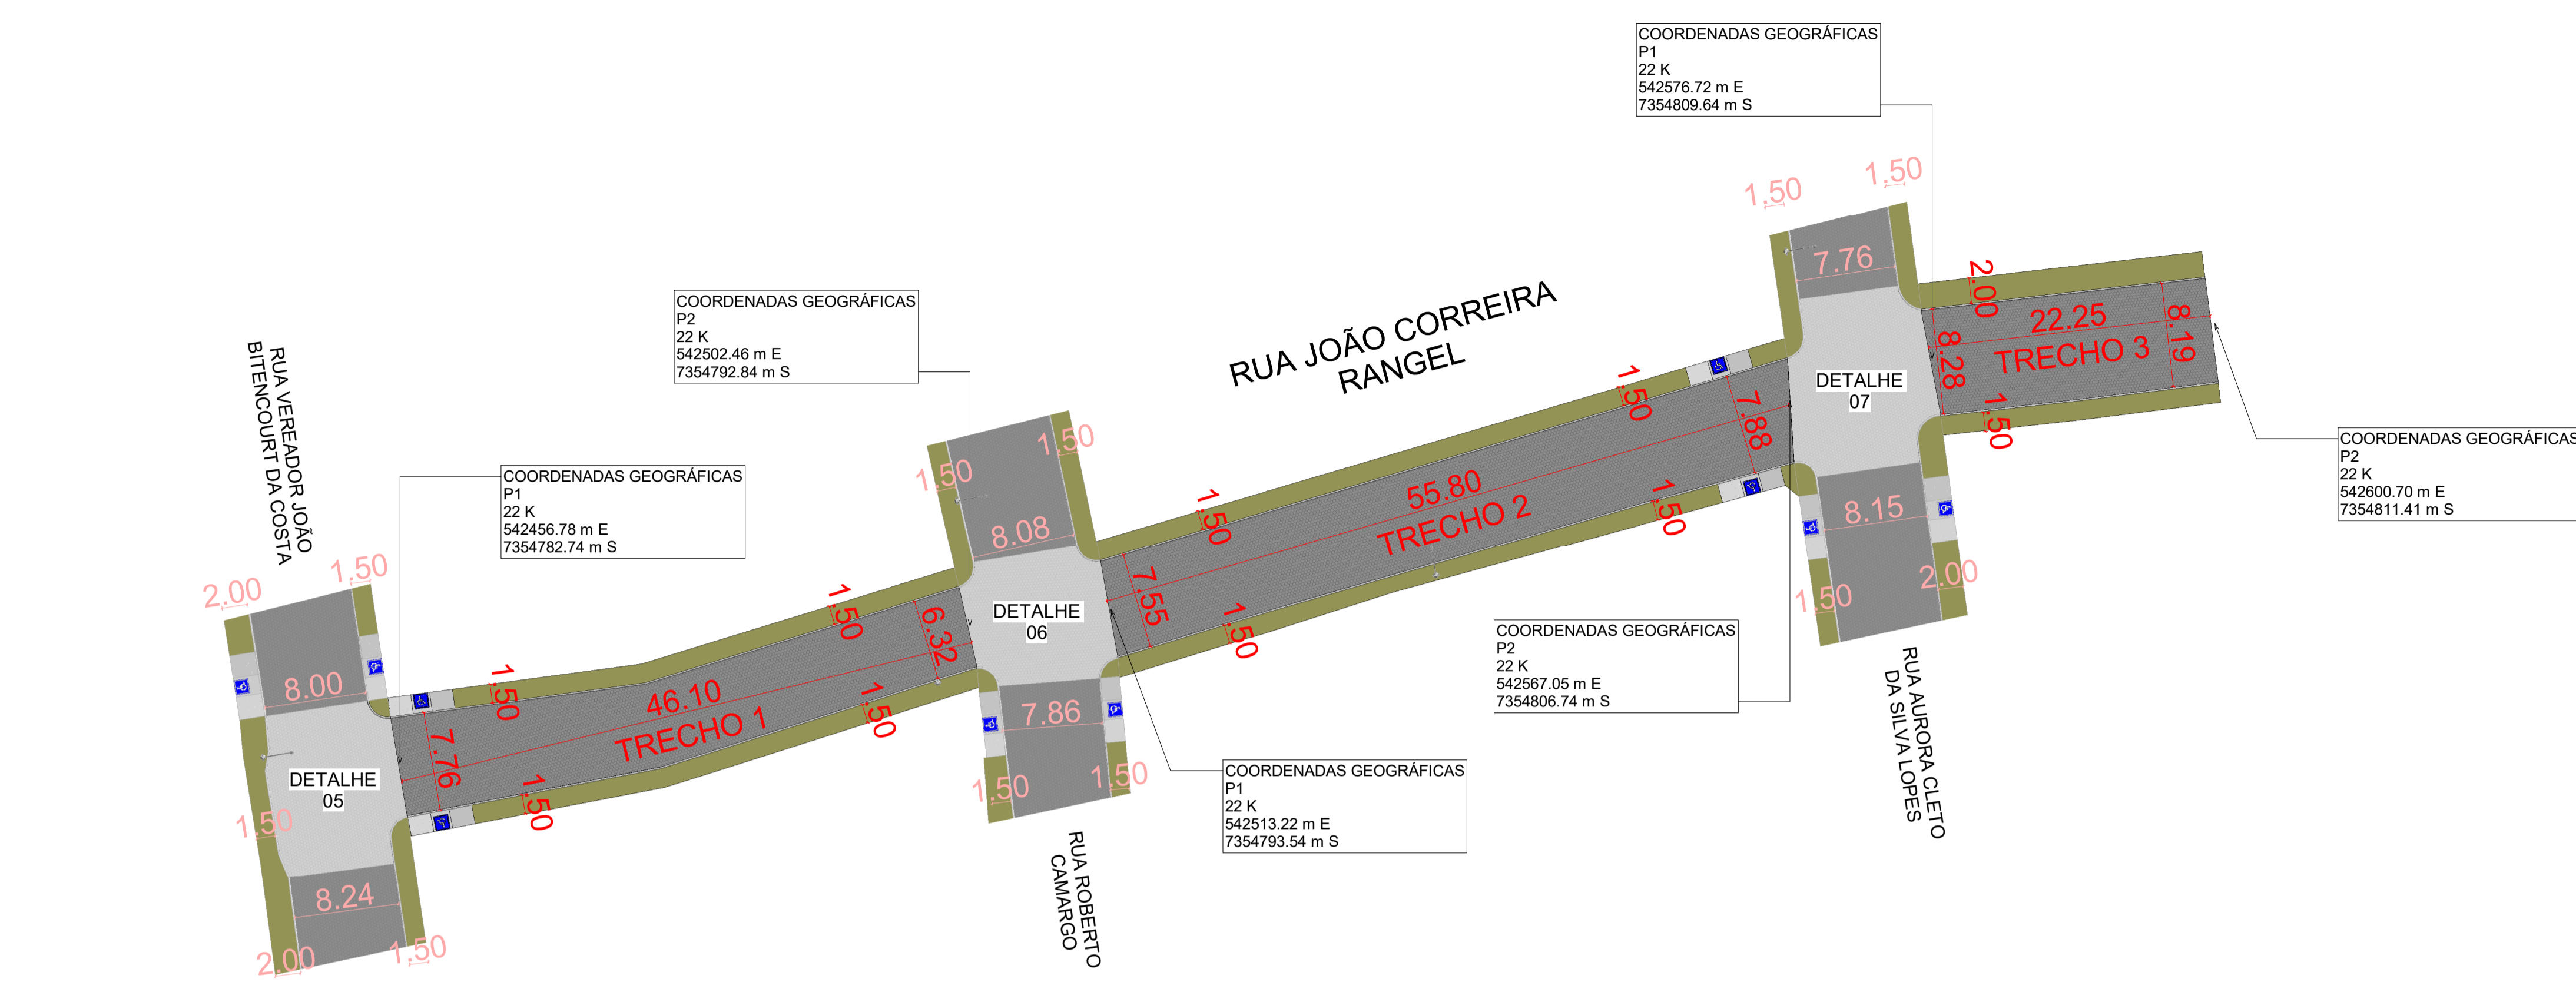 COORDENADAS GEOGRÁFICAS
P1
22 K
542576.72 m E
7354809.64 m S
1.50
1.50
7.76
2.00
22.25
8.19
TRECHO 3
8.28
1.50
COORDENADAS GEOGRÁFICAS
P2
22 K
542600.70 m E
7354811.41 m S
DETALHE
07
8.15
1.50
2.00
RUA AURORA CLETO
DA SILVA LOPES
RUA JOÃO CORREIRA
RANGEL
COORDENADAS GEOGRÁFICAS
P2
22 K
542502.46 m E
7354792.84 m S
1.50
7.88
1.50
1.50
55.80
TRECHO 2
7.55
1.50
COORDENADAS GEOGRÁFICAS
P2
22 K
542567.05 m E
7354806.74 m S
1.50
1.50
8.08
DETALHE
06
7.86
1.50
1.50
COORDENADAS GEOGRÁFICAS
P1
22 K
542513.22 m E
7354793.54 m S
RUA ROBERTO
CAMARGO
RUA VEREADOR JOÃO
BITENCOURT DA COSTA
COORDENADAS GEOGRÁFICAS
P1
22 K
542456.78 m E
7354782.74 m S
1.50
6.32
1.50
46.10
TRECHO 1
1.50
7.76
1.50
2.00
1.50
8.00
DETALHE
05
1.50
8.24
2.00
1.50